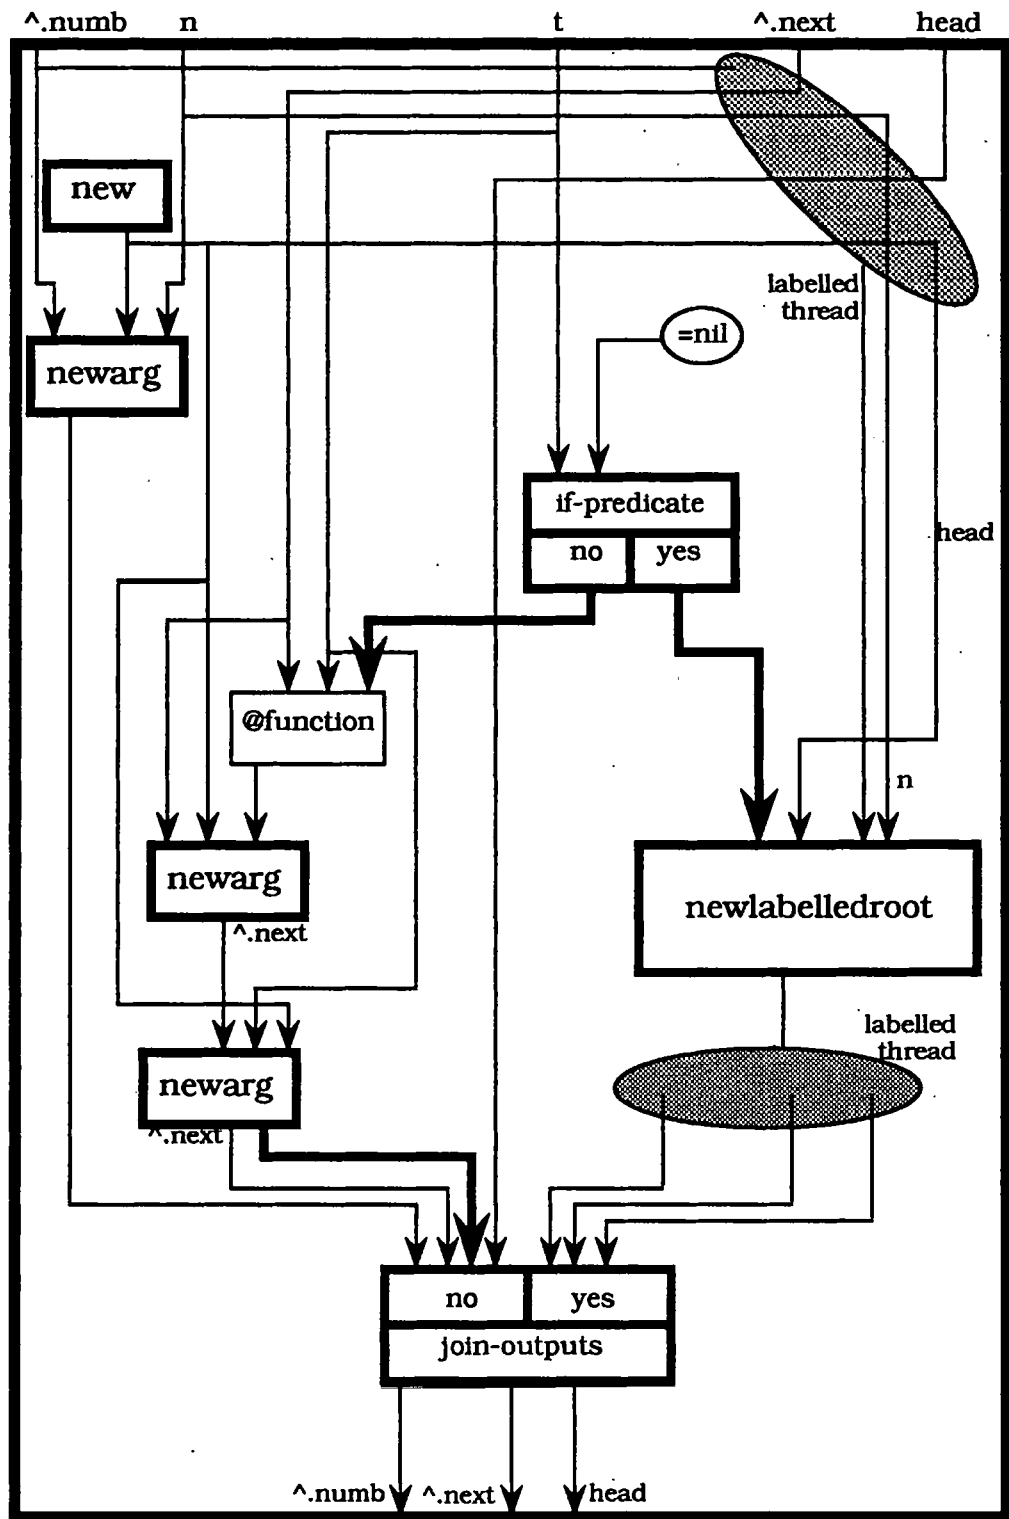 ^.numb n t ^.next head
new
labelled
thread
=nil
newarg
if-predicate
head
no yes
@function
n
newarg
newlabelledroot
^.next
labelled
thread
newarg
^.next
no yes
join-outputs
^.numb ^.next head